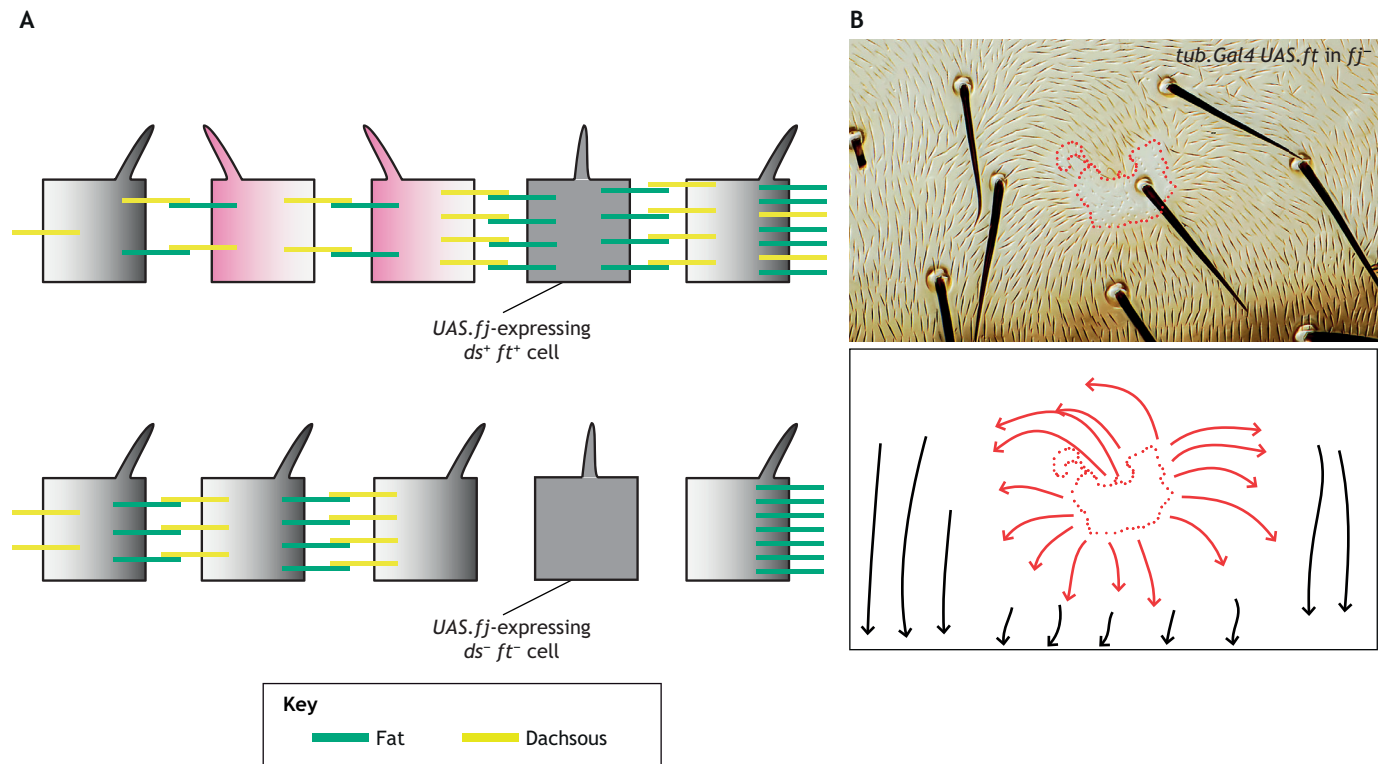 A
B
tub.Gal4 UAS.ft in fj⁻
UAS.fj-expressing
ds⁺ ft⁺ cell
UAS.fj-expressing
ds⁻ ft⁻ cell
Key
Fat
Dachsous